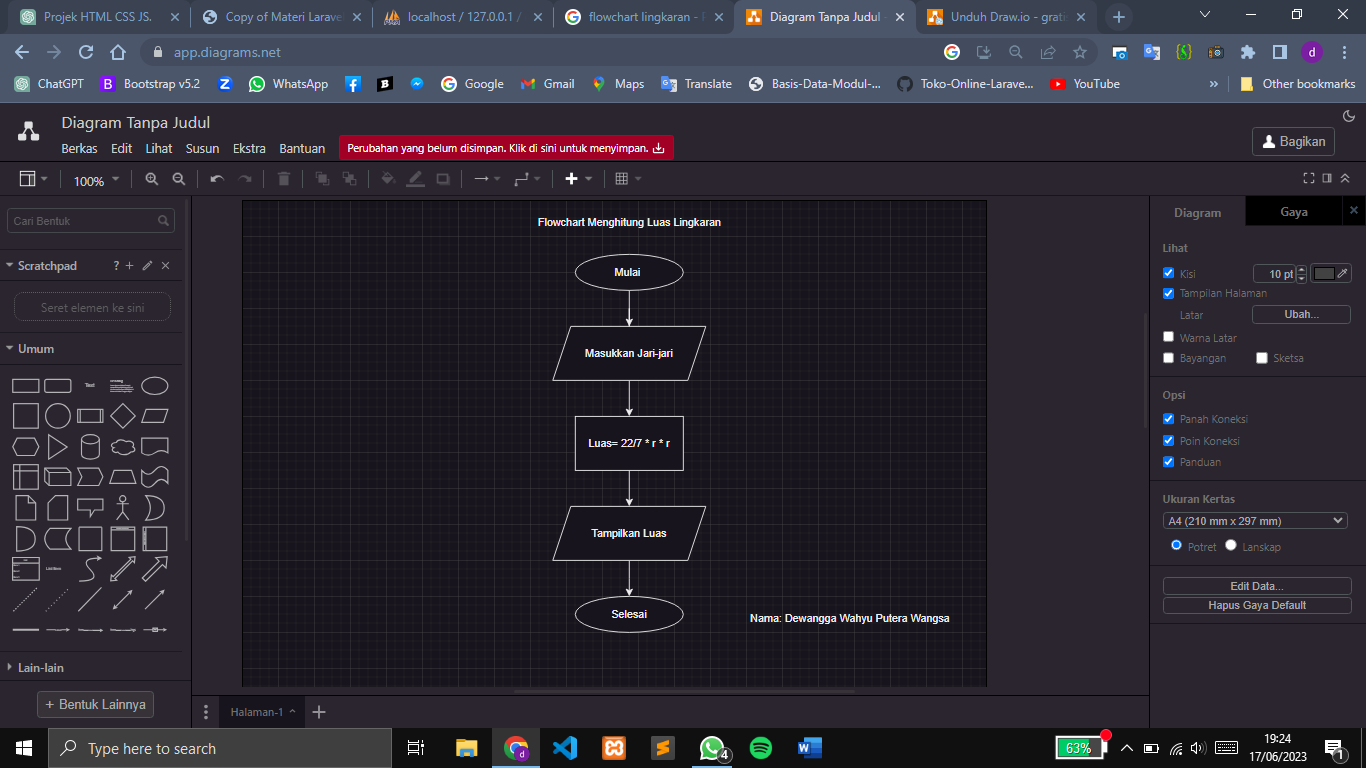 Projek HTML CSS JS.
Copy of Materi Larave
localhost / 127.0.0.1 /
flowchart lingkaran -
Diagram Tanpa Judul
Unduh Draw.io - grati
app.diagrams.net
d
ChatGPT
Bootstrap v5.2
WhatsApp
Google
Gmail
Maps
Translate
Basis-Data-Modul-...
Toko-Online-Larave...
YouTube
»
Other bookmarks
Diagram Tanpa Judul
Berkas Edit Lihat Susun Ekstra Bantuan
Perubahan yang belum disimpan. Klik di sini untuk menyimpan.
Bagikan
100%
Cari Bentuk
Scratchpad
?
Seret elemen ke sini
Umum
Text
Lain-lain
+ Bentuk Lainnya
Flowchart Menghitung Luas Lingkaran
Mulai
Masukkan Jari-jari
Luas= 22/7 * r * r
Tampilkan Luas
Selesai
Nama: Dewangga Wahyu Putera Wangsa
Halaman-1
Diagram
Gaya
Lihat
Kisi
10 pt
Tampilan Halaman
Latar
Ubah...
Warna Latar
Bayangan
Sketsa
Opsi
Panah Koneksi
Poin Koneksi
Panduan
Ukuran Kertas
A4 (210 mm x 297 mm)
Potret
Lanskap
Edit Data...
Hapus Gaya Default
Type here to search
d
4
63%
19:24
17/06/2023
1